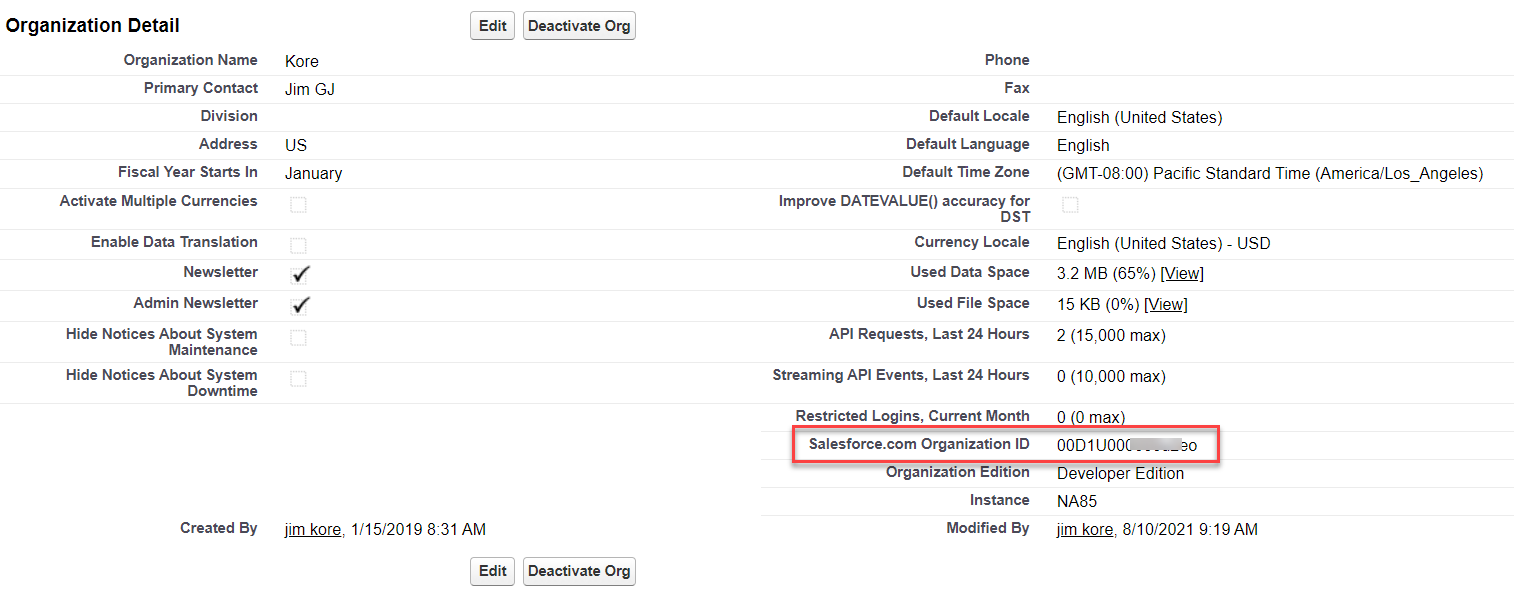 Organization Detail
Edit
Deactivate Org
Organization Name Kore
Phone
Primary Contact Jim GJ
Fax
Division
Default Locale English (United States)
Address US
Default Language English
Fiscal Year Starts In January
Default Time Zone (GMT-08:00) Pacific Standard Time (America/Los_Angeles)
Activate Multiple Currencies
Improve DATEVALUE() accuracy for
DST
Enable Data Translation
Currency Locale English (United States) - USD
Newsletter
Used Data Space 3.2 MB (65%) [View]
Admin Newsletter
Used File Space 15 KB (0%) [View]
Hide Notices About System
Maintenance
API Requests, Last 24 Hours 2 (15,000 max)
Hide Notices About System
Downtime
Streaming API Events, Last 24 Hours 0 (10,000 max)
Restricted Logins, Current Month 0 (0 max)
Salesforce.com Organization ID
Organization Edition Developer Edition
Instance NA85
Created By jim kore, 1/15/2019 8:31 AM
Modified By jim kore, 8/10/2021 9:19 AM
Edit
Deactivate Org